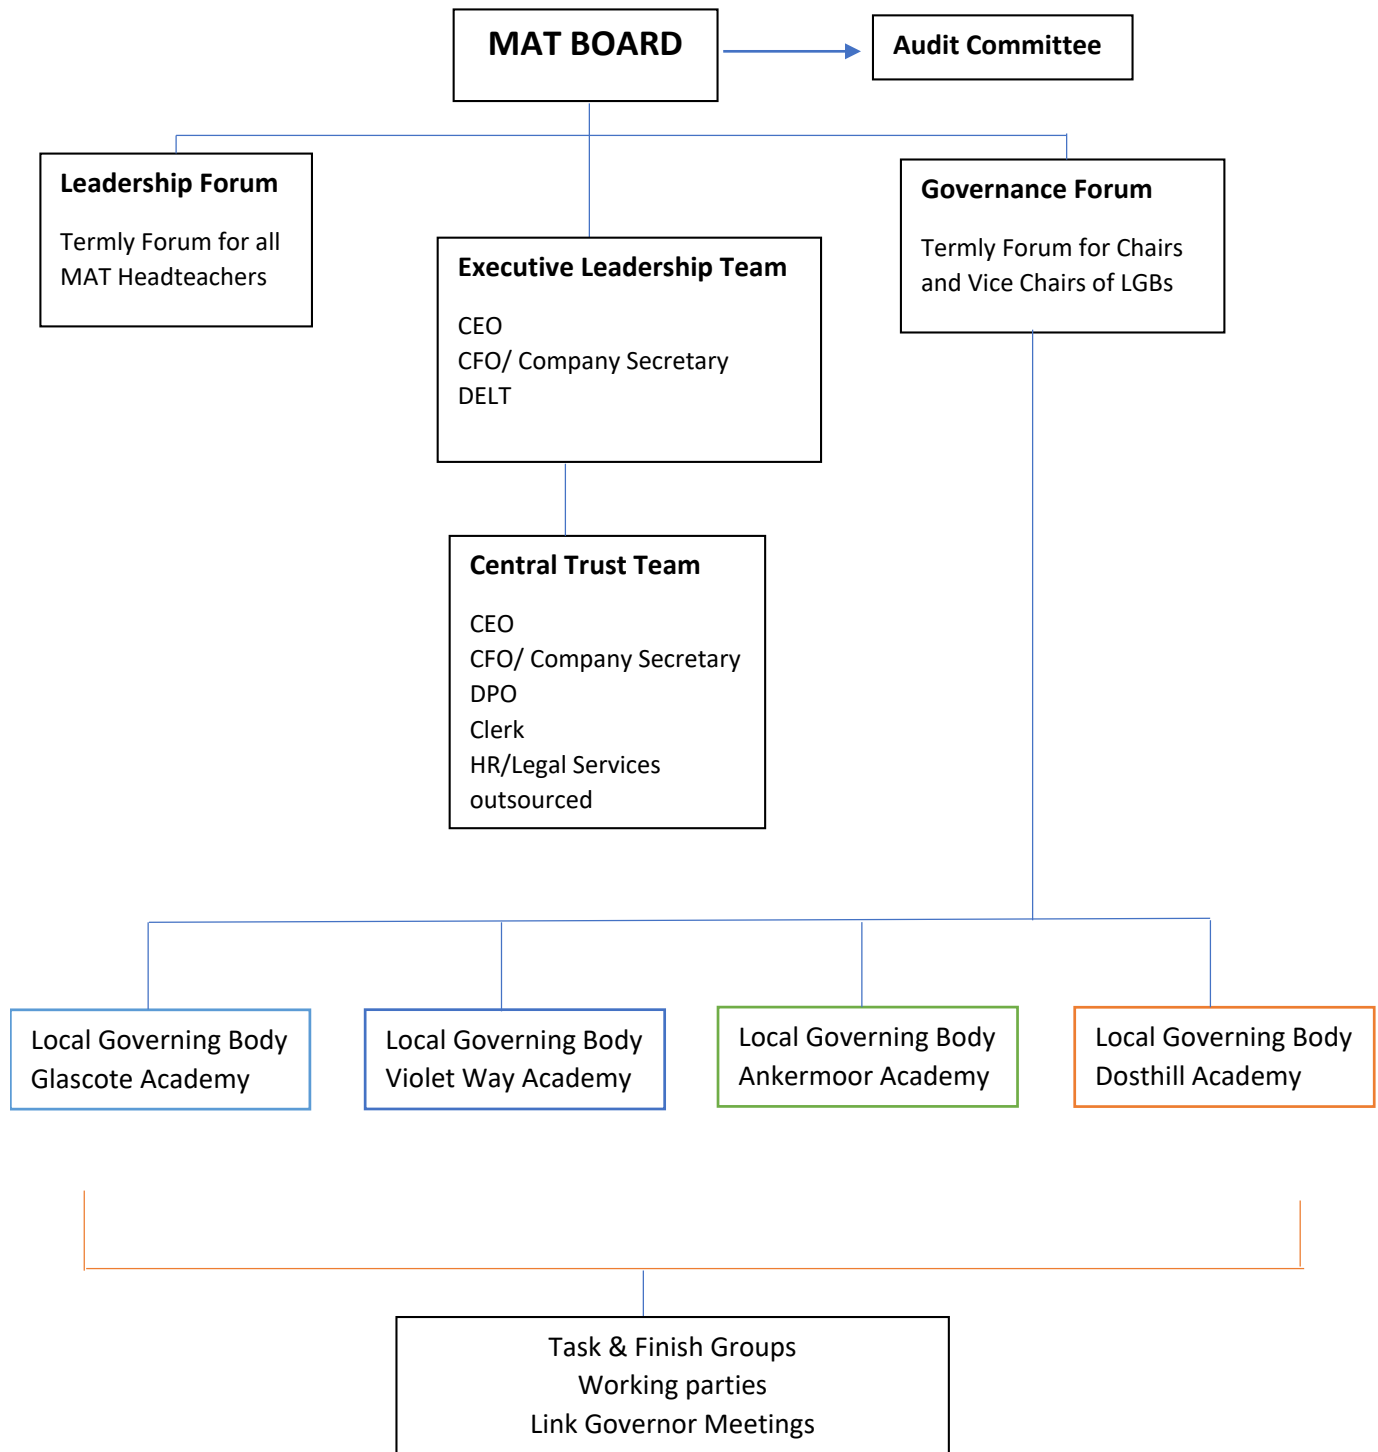 MAT BOARD
Audit Committee
Leadership Forum
Termly Forum for all
MAT Headteachers
Executive Leadership Team
CEO
CFO/ Company Secretary
DELT
Governance Forum
Termly Forum for Chairs
and Vice Chairs of LGBs
Central Trust Team
CEO
CFO/ Company Secretary
DPO
Clerk
HR/Legal Services
outsourced
Local Governing Body
Glascote Academy
Local Governing Body
Violet Way Academy
Local Governing Body
Ankermoor Academy
Local Governing Body
Dosthill Academy
Task & Finish Groups
Working parties
Link Governor Meetings